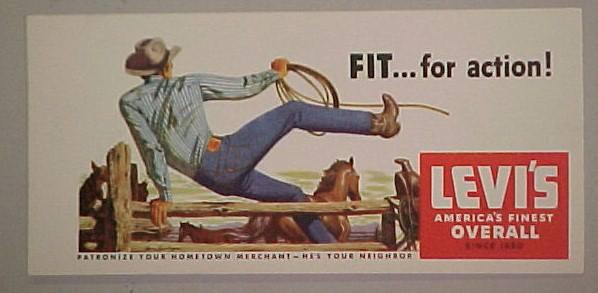 FIT...for action!
LEVI'S
AMERICA'S FINEST
OVERALL
SINCE 1850
PATRONIZE YOUR HOMETOWN MERCHANT—HE'S YOUR NEIGHBOR